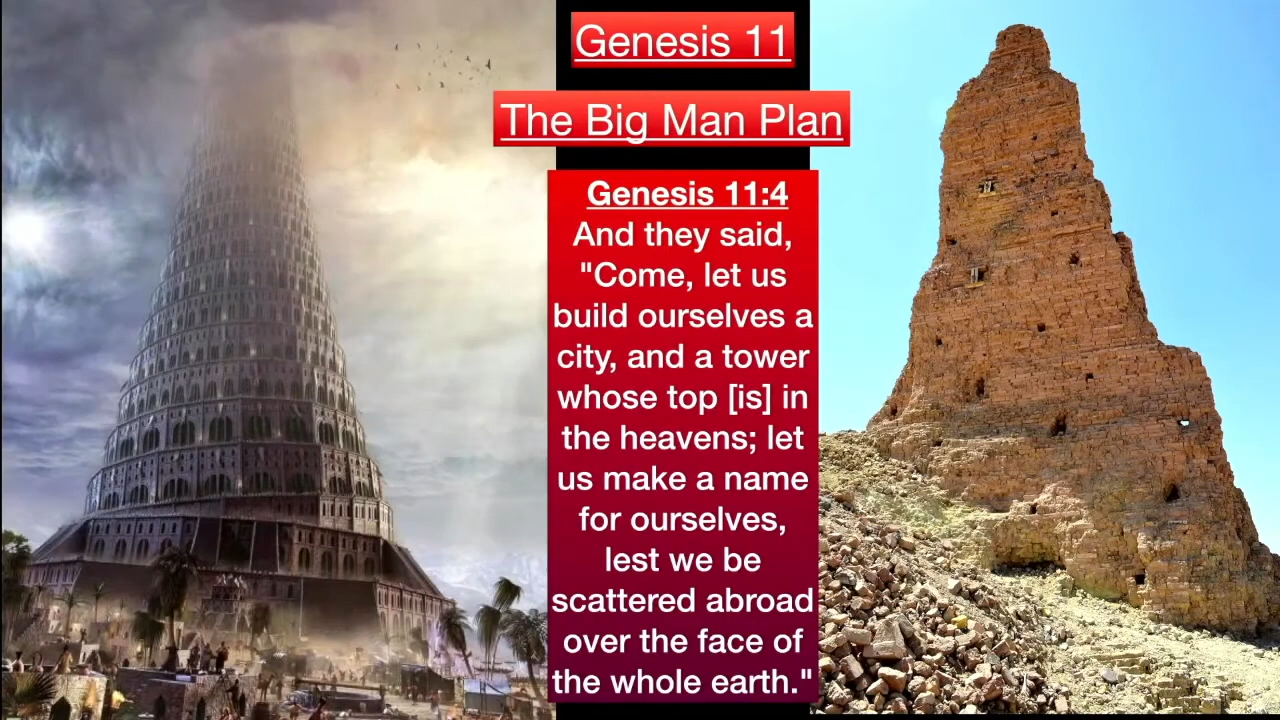 Genesis 11
The Big Man Plan
Genesis 11:4
And they said,
"Come, let us
build ourselves a
city, and a tower
whose top [is] in
the heavens; let
us make a name
for ourselves,
lest we be
scattered abroad
over the face of
the whole earth."